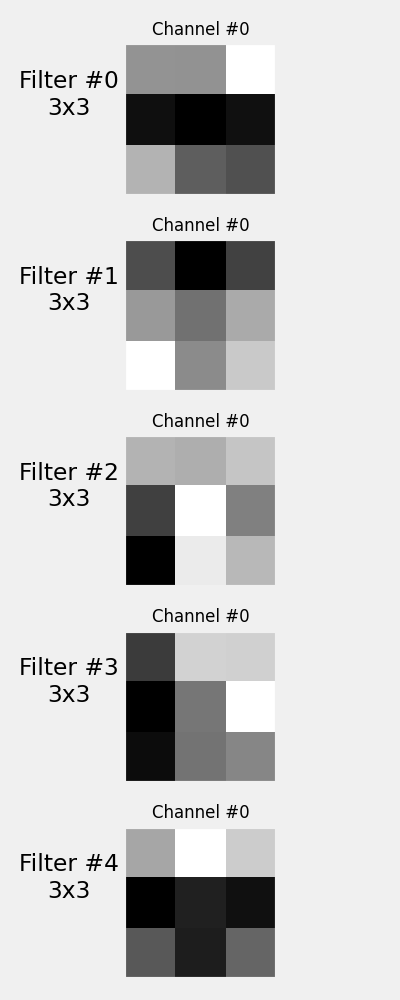 Channel #0
Filter #0
3x3
Channel #0
Filter #1
3x3
Channel #0
Filter #2
3x3
Channel #0
Filter #3
3x3
Channel #0
Filter #4
3x3